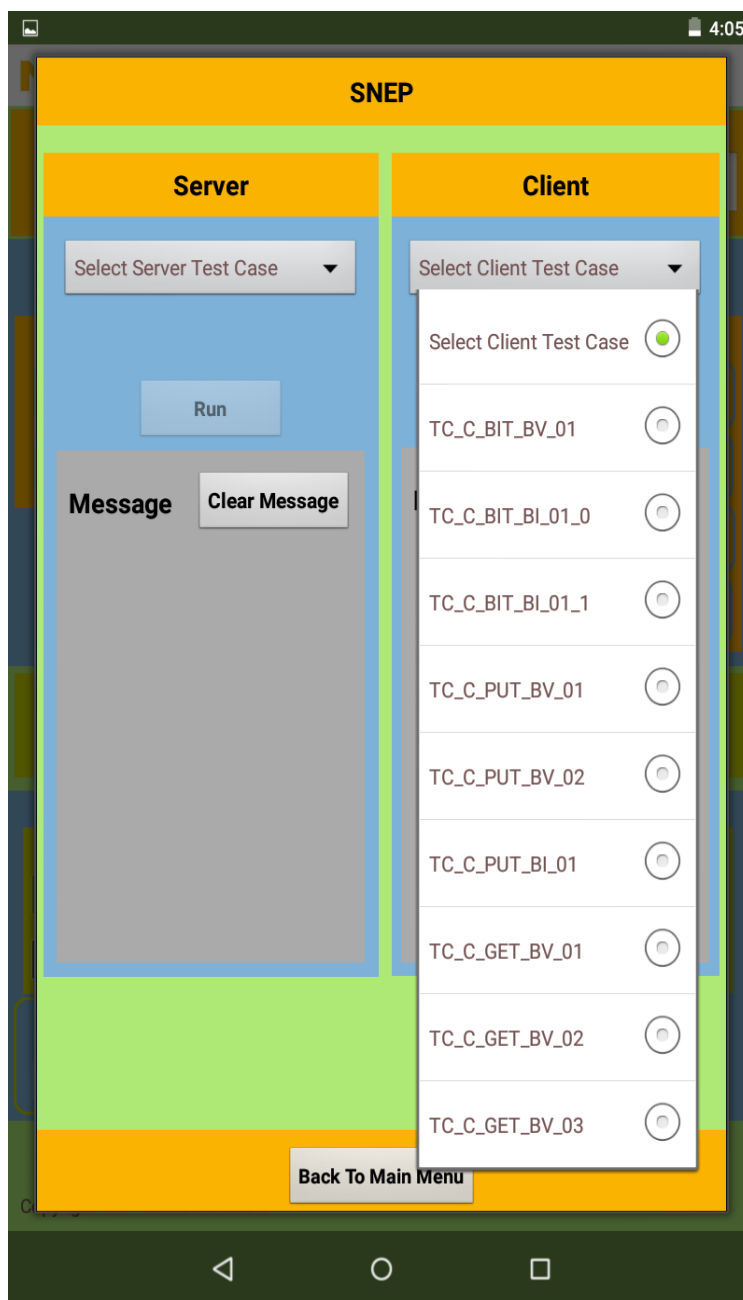 4:05
SNEP
Server
Client
Select Server Test Case
Select Client Test Case
Run
Message
Clear Message
Select Client Test Case
TC_C_BIT_BV_01
TC_C_BIT_BI_01_0
TC_C_BIT_BI_01_1
TC_C_PUT_BV_01
TC_C_PUT_BV_02
TC_C_PUT_BI_01
TC_C_GET_BV_01
TC_C_GET_BV_02
TC_C_GET_BV_03
Back To Main Menu